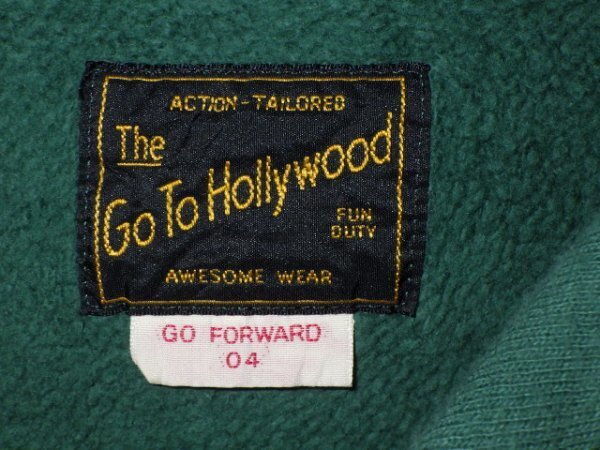 ACTION-TAILORED
The
Go To Hollywood
FUN
DUTY
AWESOME WEAR
GO FORWARD
04